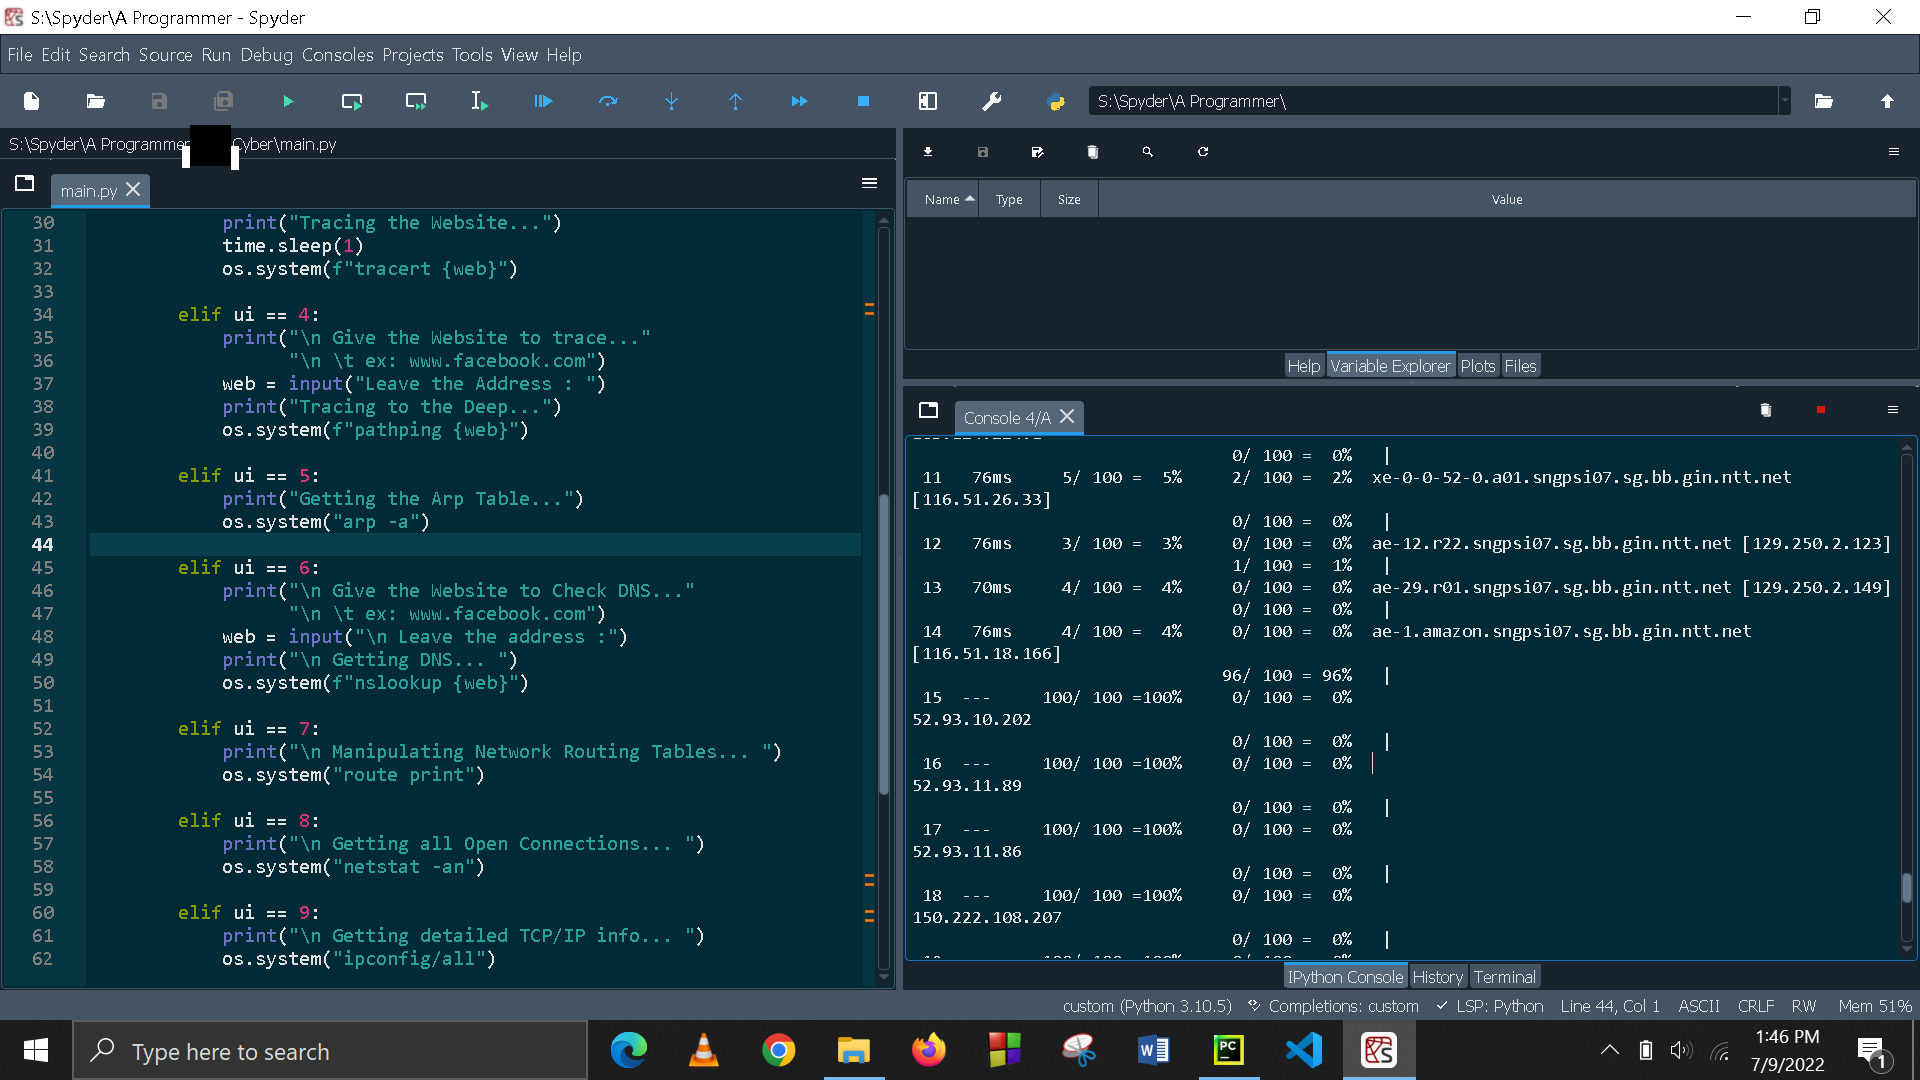 S:\Spyder\A Programmer - Spyder
File Edit Search Source Run Debug Consoles Projects Tools View Help
S:\Spyder\A Programmer\
S:\Spyder\A Programmer Cyber\main.py
main.py
30 print("Tracing the Website...")
31 time.sleep(1)
32 os.system(f"tracert {web}")
33
34 elif ui == 4:
35 print("\n Give the Website to trace..."
36 "\n \t ex: www.facebook.com")
37 web = input("Leave the Address : ")
38 print("Tracing to the Deep...")
39 os.system(f"pathping {web}")
40
41 elif ui == 5:
42 print("Getting the Arp Table...")
43 os.system("arp -a")
44
45 elif ui == 6:
46 print("\n Give the Website to Check DNS..."
47 "\n \t ex: www.facebook.com")
48 web = input("\n Leave the address :")
49 print("\n Getting DNS... ")
50 os.system(f"nslookup {web}")
51
52 elif ui == 7:
53 print("\n Manipulating Network Routing Tables... ")
54 os.system("route print")
55
56 elif ui == 8:
57 print("\n Getting all Open Connections... ")
58 os.system("netstat -an")
59
60 elif ui == 9:
61 print("\n Getting detailed TCP/IP info... ")
62 os.system("ipconfig/all")
Name Type Size Value
Help Variable Explorer Plots Files
Console 4/A
0/ 100 = 0% |
11 76ms 5/ 100 = 5% 2/ 100 = 2% xe-0-0-52-0.a01.sngpsi07.sg.bb.gin.ntt.net
[116.51.26.33]
0/ 100 = 0% |
12 76ms 3/ 100 = 3% 0/ 100 = 0% ae-12.r22.sngpsi07.sg.bb.gin.ntt.net [129.250.2.123]
1/ 100 = 1% |
13 70ms 4/ 100 = 4% 0/ 100 = 0% ae-29.r01.sngpsi07.sg.bb.gin.ntt.net [129.250.2.149]
0/ 100 = 0% |
14 76ms 4/ 100 = 4% 0/ 100 = 0% ae-1.amazon.sngpsi07.sg.bb.gin.ntt.net
[116.51.18.166]
96/ 100 = 96% |
15 --- 100/ 100 =100% 0/ 100 = 0%
52.93.10.202
0/ 100 = 0% |
16 --- 100/ 100 =100% 0/ 100 = 0%
52.93.11.89
0/ 100 = 0% |
17 --- 100/ 100 =100% 0/ 100 = 0%
52.93.11.86
0/ 100 = 0% |
18 --- 100/ 100 =100% 0/ 100 = 0%
150.222.108.207
0/ 100 = 0% |
IPython Console History Terminal
custom (Python 3.10.5) Completions: custom LSP: Python Line 44, Col 1 ASCII CRLF RW Mem 51%
Type here to search
PC
1:46 PM
7/9/2022
1